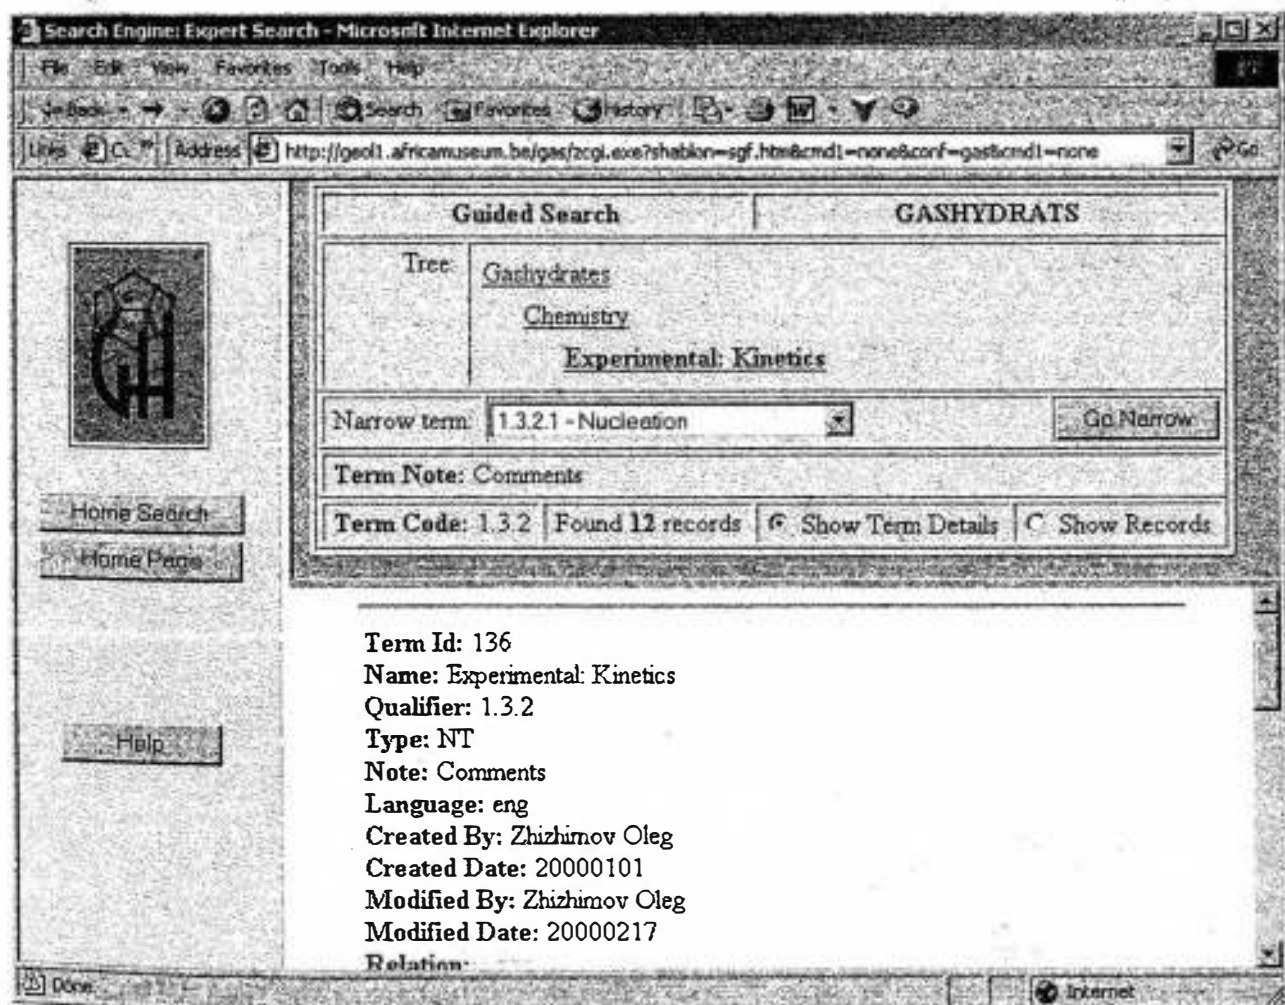 Search Engine: Expert Search - Microsoft Internet Explorer
File Edit View Favorites Tools Help
Back Search Favorites History
Links Address http://geol1.africamuseum.be/gas/zcgi.exe?shablon=sgf.htm&cmd1=none&conf=gas&cmd1=none Go
Guided Search GASHYDRATS
Tree: Gashydrates
Chemistry
Experimental: Kinetics
Narrow term: 1.3.2.1 - Nucleation Go Narrow
Term Note: Comments
Home Search
Term Code: 1.3.2 Found 12 records Show Term Details Show Records
Home Page
Term Id: 136
Name: Experimental: Kinetics
Qualifier: 1.3.2
Type: NT
Help
Note: Comments
Language: eng
Created By: Zhizhimov Oleg
Created Date: 20000101
Modified By: Zhizhimov Oleg
Modified Date: 20000217
Relation:
Done Internet